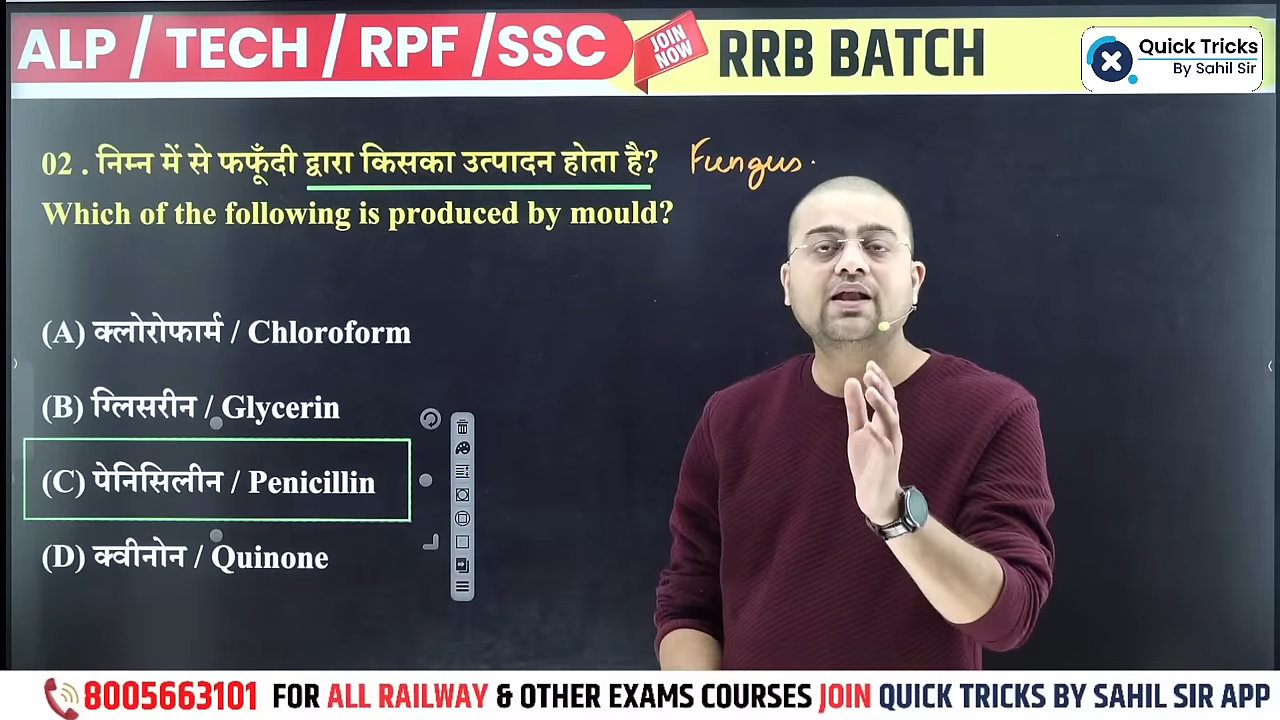 ALP / TECH / RPF / SSC
JOIN NOW
RRB BATCH
Quick Tricks
By Sahil Sir
02 . निम्न में से फफूँदी द्वारा किसका उत्पादन होता है? Fungus.
Which of the following is produced by mould?
(A) क्लोरोफार्म / Chloroform
(B) ग्लिसरीन / Glycerin
(C) पेनिसिलीन / Penicillin
(D) क्वीनोन / Quinone
8005663101 FOR ALL RAILWAY & OTHER EXAMS COURSES JOIN QUICK TRICKS BY SAHIL SIR APP